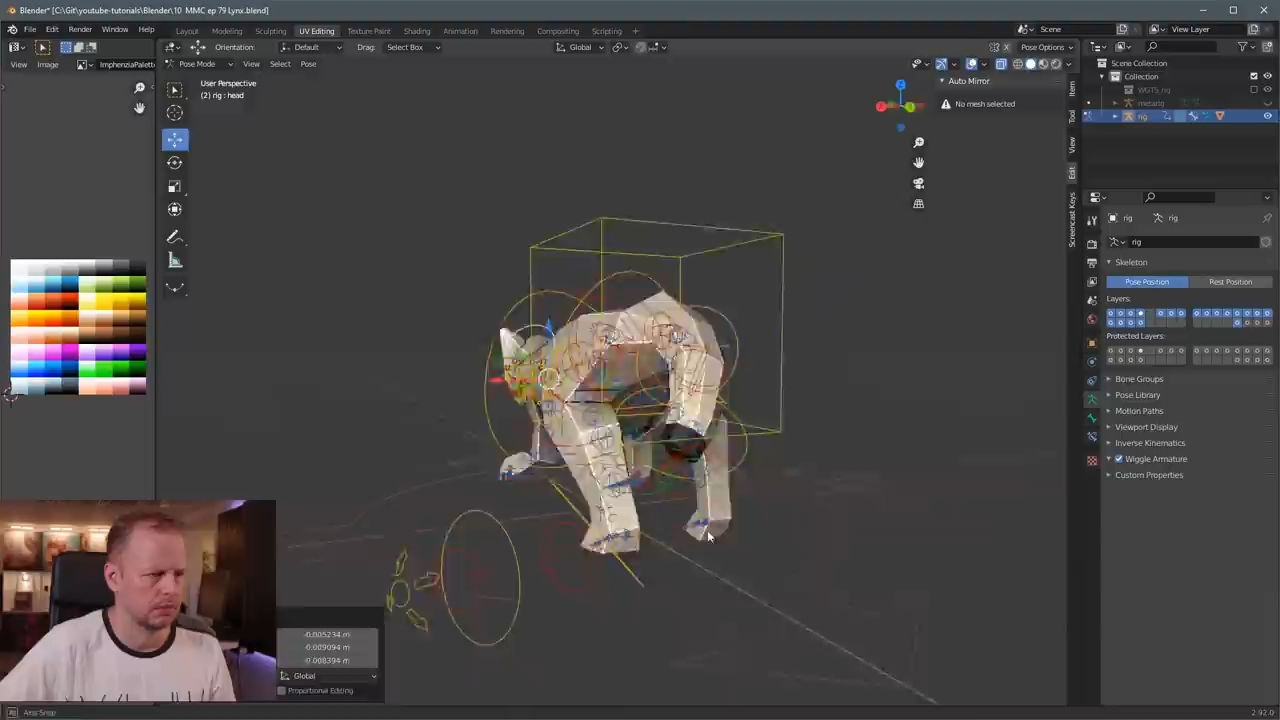 Blender* [C:\Git\youtube-tutorials\Blender\10 MMC ep 79 Lynx.blend]
File Edit Render Window Help Layout Modeling Sculpting UV Editing Texture Paint Shading Animation Rendering Compositing Scripting Scene View Layer
Orientation: Default Drag: Select Box Global Pose Options
View Image ImphenziaPalette Pose Mode View Select Pose
User Perspective
(2) rig : head
Auto Mirror
No mesh selected
Item
Tool
View
Edit
Screencast Keys
Scene Collection
Collection
WGTS_rig
metarig
rig
rig rig
rig
Skeleton
Pose Position Rest Position
Layers:
Protected Layers:
Bone Groups
Pose Library
Motion Paths
Viewport Display
Inverse Kinematics
Wiggle Armature
Custom Properties
-0.005234 m
-0.009094 m
-0.008394 m
Global
Proportional Editing
Axis Snap
2.92.0